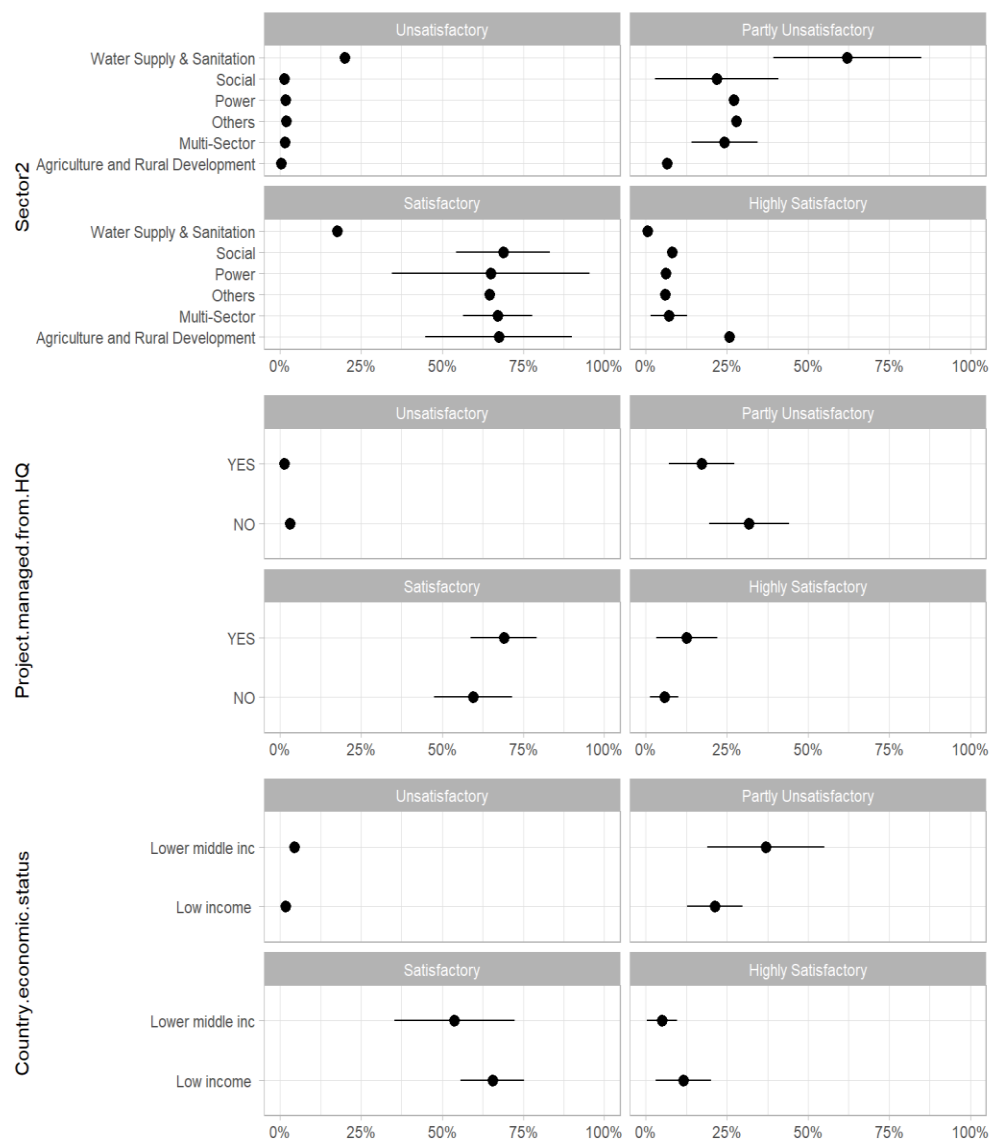 Sector2
Unsatisfactory Partly Unsatisfactory
Water Supply & Sanitation
Social
Power
Others
Multi-Sector
Agriculture and Rural Development
Satisfactory Highly Satisfactory
Water Supply & Sanitation
Social
Power
Others
Multi-Sector
Agriculture and Rural Development
0% 25% 50% 75% 100% 0% 25% 50% 75% 100%
Project.managed.from.HQ
Unsatisfactory Partly Unsatisfactory
YES
NO
Satisfactory Highly Satisfactory
YES
NO
0% 25% 50% 75% 100% 0% 25% 50% 75% 100%
Country.economic.status
Unsatisfactory Partly Unsatisfactory
Lower middle inc
Low income
Satisfactory Highly Satisfactory
Lower middle inc
Low income
0% 25% 50% 75% 100% 0% 25% 50% 75% 100%